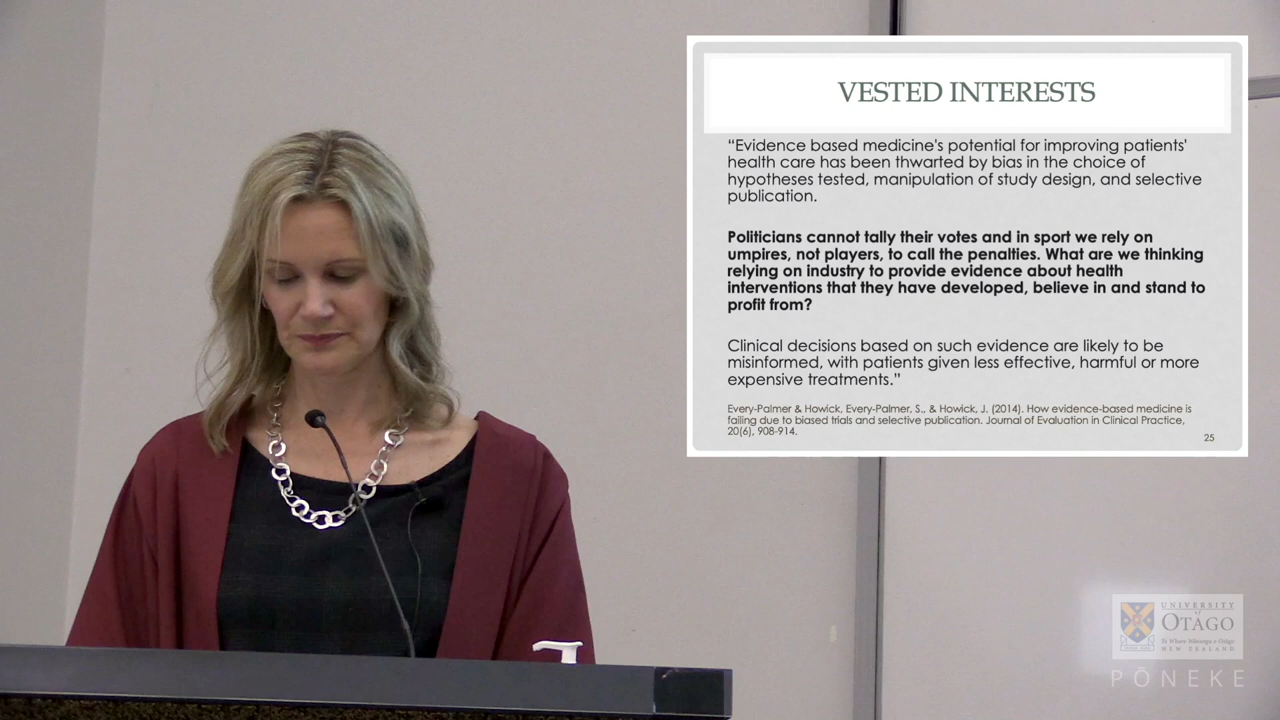 VESTED INTERESTS
“Evidence based medicine's potential for improving patients'
health care has been thwarted by bias in the choice of
hypotheses tested, manipulation of study design, and selective
publication.
Politicians cannot tally their votes and in sport we rely on
umpires, not players, to call the penalties. What are we thinking
relying on industry to provide evidence about health
interventions that they have developed, believe in and stand to
profit from?
Clinical decisions based on such evidence are likely to be
misinformed, with patients given less effective, harmful or more
expensive treatments.”
Every-Palmer & Howick, Every-Palmer, S., & Howick, J. (2014). How evidence-based medicine is
failing due to biased trials and selective publication. Journal of Evaluation in Clinical Practice,
20(6), 908-914.
25
UNIVERSITY
of
OTAGO
Te Whare Wānanga o Otāgo
NEW ZEALAND
PŌNEKE